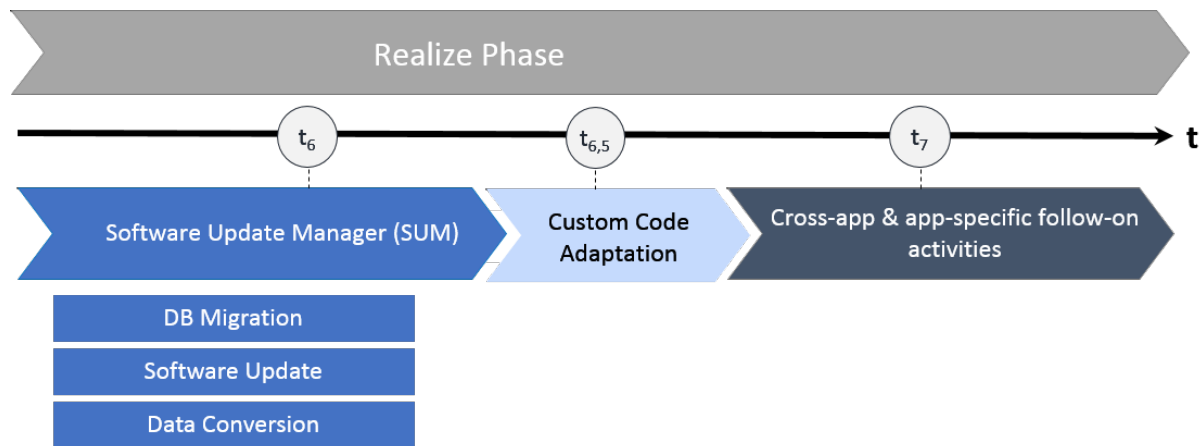 Realize Phase
t6
t6,5
t7
t
Software Update Manager (SUM)
Custom Code
Adaptation
Cross-app & app-specific follow-on
activities
DB Migration
Software Update
Data Conversion